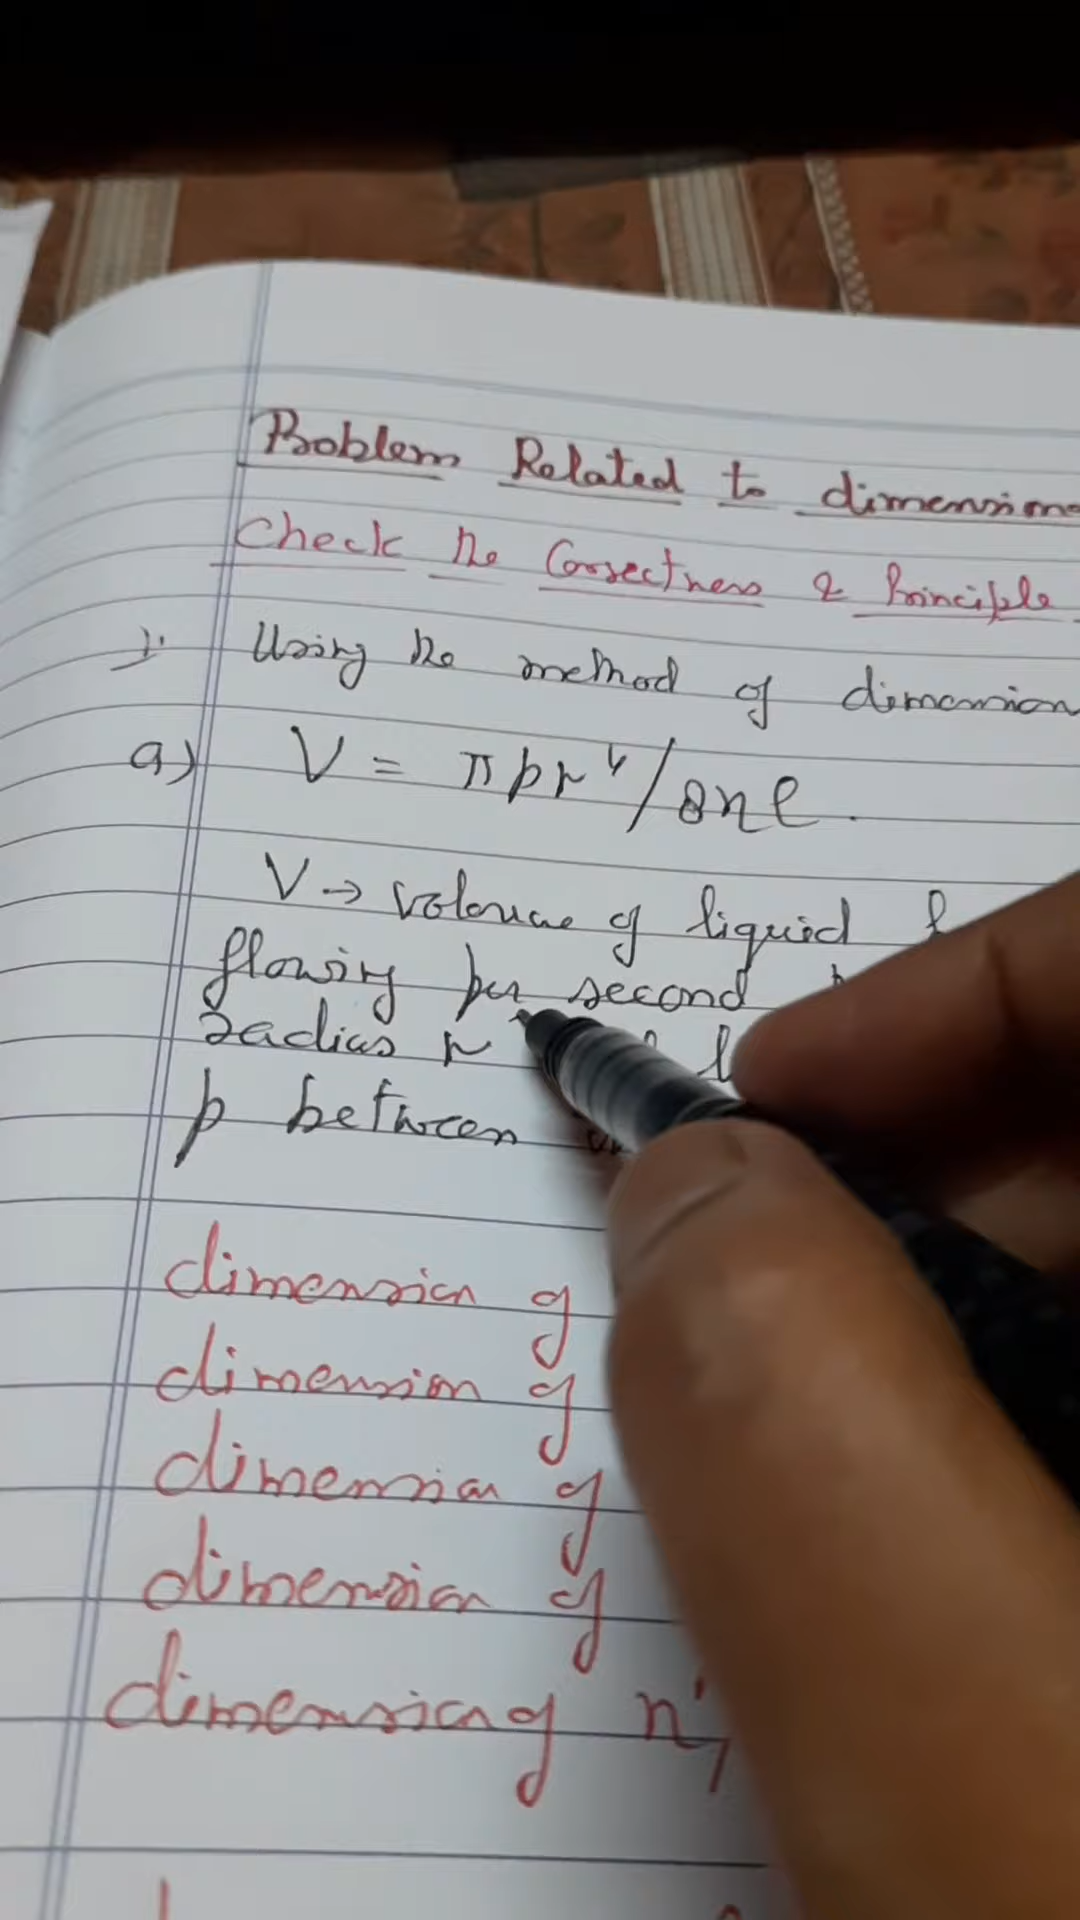 Problem Related to dimensions
Check the Correctness & Principle
1. Using the method of dimension
a) V = πpr⁴/8ηl.
V → volume of liquid
flowing per second
radius r l
p between
dimension of
dimension of
dimension of
dimension of
dimension of η